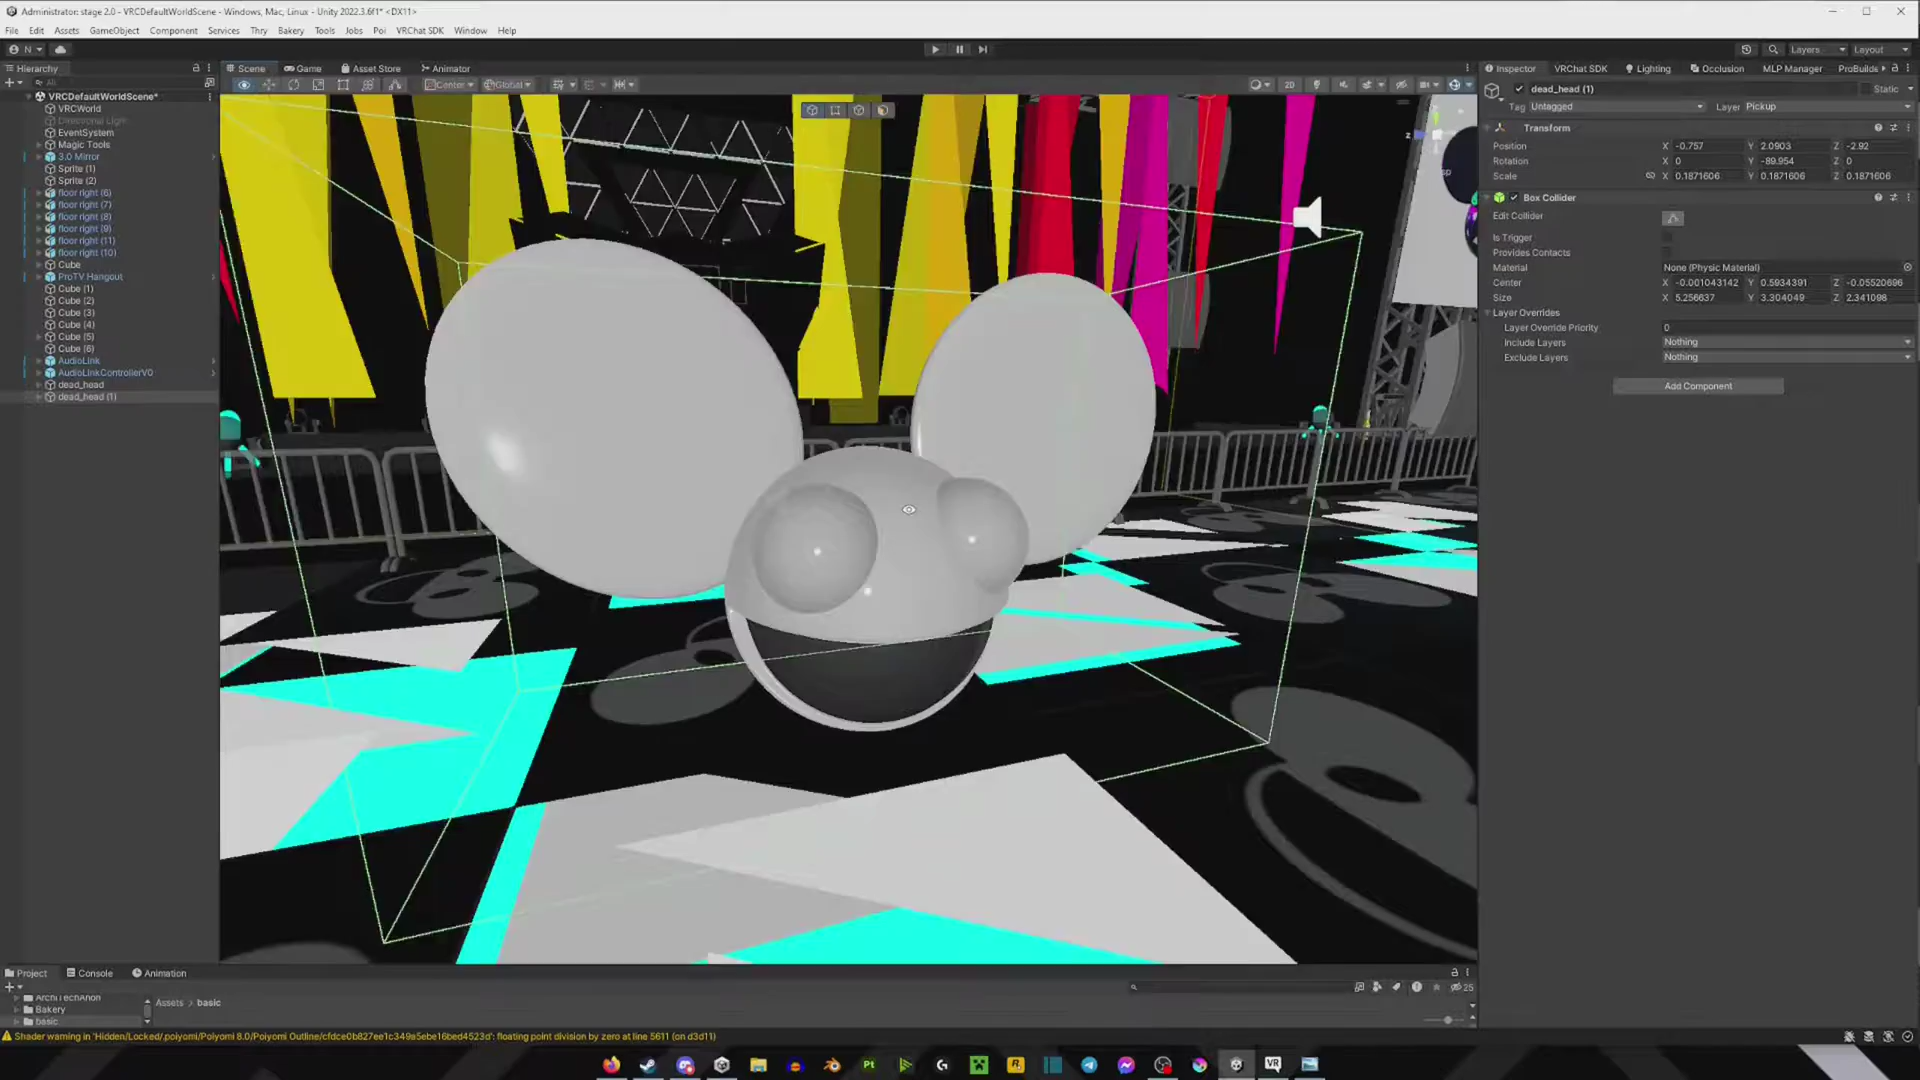 Administrator: stage 2.0 - VRCDefaultWorldScene - Windows, Mac, Linux - Unity 2022.3.6f1* <DX11>
File Edit Assets GameObject Component Services Thry Bakery Tools Jobs Poi VRChat SDK Window Help
N Layers Layout
Hierarchy Scene Game Asset Store Animator Inspector VRChat SDK Lighting Occlusion MLP Manager ProBuilde
All Center Global 2D
VRCDefaultWorldScene*
VRCWorld
Directional Light
EventSystem
Magic Tools
3.0 Mirror
Sprite (1)
Sprite (2)
floor right (6)
floor right (7)
floor right (8)
floor right (9)
floor right (11)
floor right (10)
Cube
ProTV Hangout
Cube (1)
Cube (2)
Cube (3)
Cube (4)
Cube (5)
Cube (6)
AudioLink
AudioLinkControllerV0
dead_head
dead_head (1)
z
dead_head (1) Static
Tag Untagged Layer Pickup
Transform
Position X -0.757 Y 2.0903 Z -2.92
Rotation X 0 Y -89.954 Z 0
Scale X 0.1871606 Y 0.1871606 Z 0.1871606
Box Collider
Edit Collider
Is Trigger
Provides Contacts
Material None (Physic Material)
Center X -0.001043142 Y 0.5934391 Z -0.05520696
Size X 5.256637 Y 3.304049 Z 2.341098
Layer Overrides
Layer Override Priority 0
Include Layers Nothing
Exclude Layers Nothing
Add Component
Project Console Animation
25
ArchiTechAnon
Bakery
basic
Assets > basic
Shader warning in 'Hidden/Locked/.poiyomi/Poiyomi 8.0/Poiyomi Outline/cfdce0b827ee1c349a5ebe16bed4523d': floating point division by zero at line 5611 (on d3d11)
Pt
VR